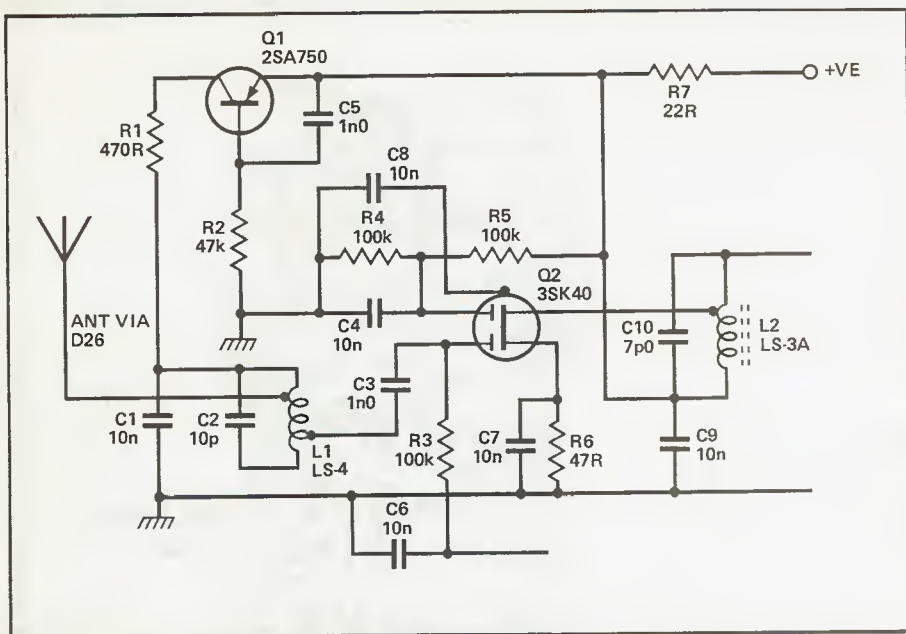 Q1
2SA750
+VE
R7
22R
C5
1n0
R1
470R
C8
10n
R2
47k
R4
100k
R5
100k
Q2
3SK40
ANT VIA
D26
C4
10n
C10
7p0
L2
LS-3A
C3
1n0
C1
10n
C2
10p
L1
LS-4
R3
100k
C7
10n
R6
47R
C9
10n
C6
10n